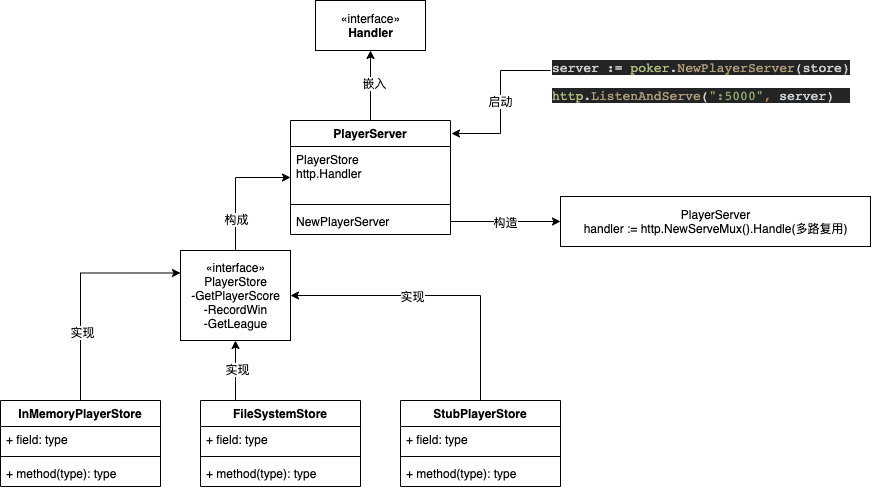 «interface»
Handler
嵌入
server := poker.NewPlayerServer(store)
http.ListenAndServe(":5000", server)
启动
PlayerServer
PlayerStore
http.Handler
NewPlayerServer
构造
PlayerServer
handler := http.NewServeMux().Handle(多路复用)
构成
«interface»
PlayerStore
-GetPlayerScore
-RecordWin
-GetLeague
实现
实现
实现
InMemoryPlayerStore
+ field: type
+ method(type): type
FileSystemStore
+ field: type
+ method(type): type
StubPlayerStore
+ field: type
+ method(type): type